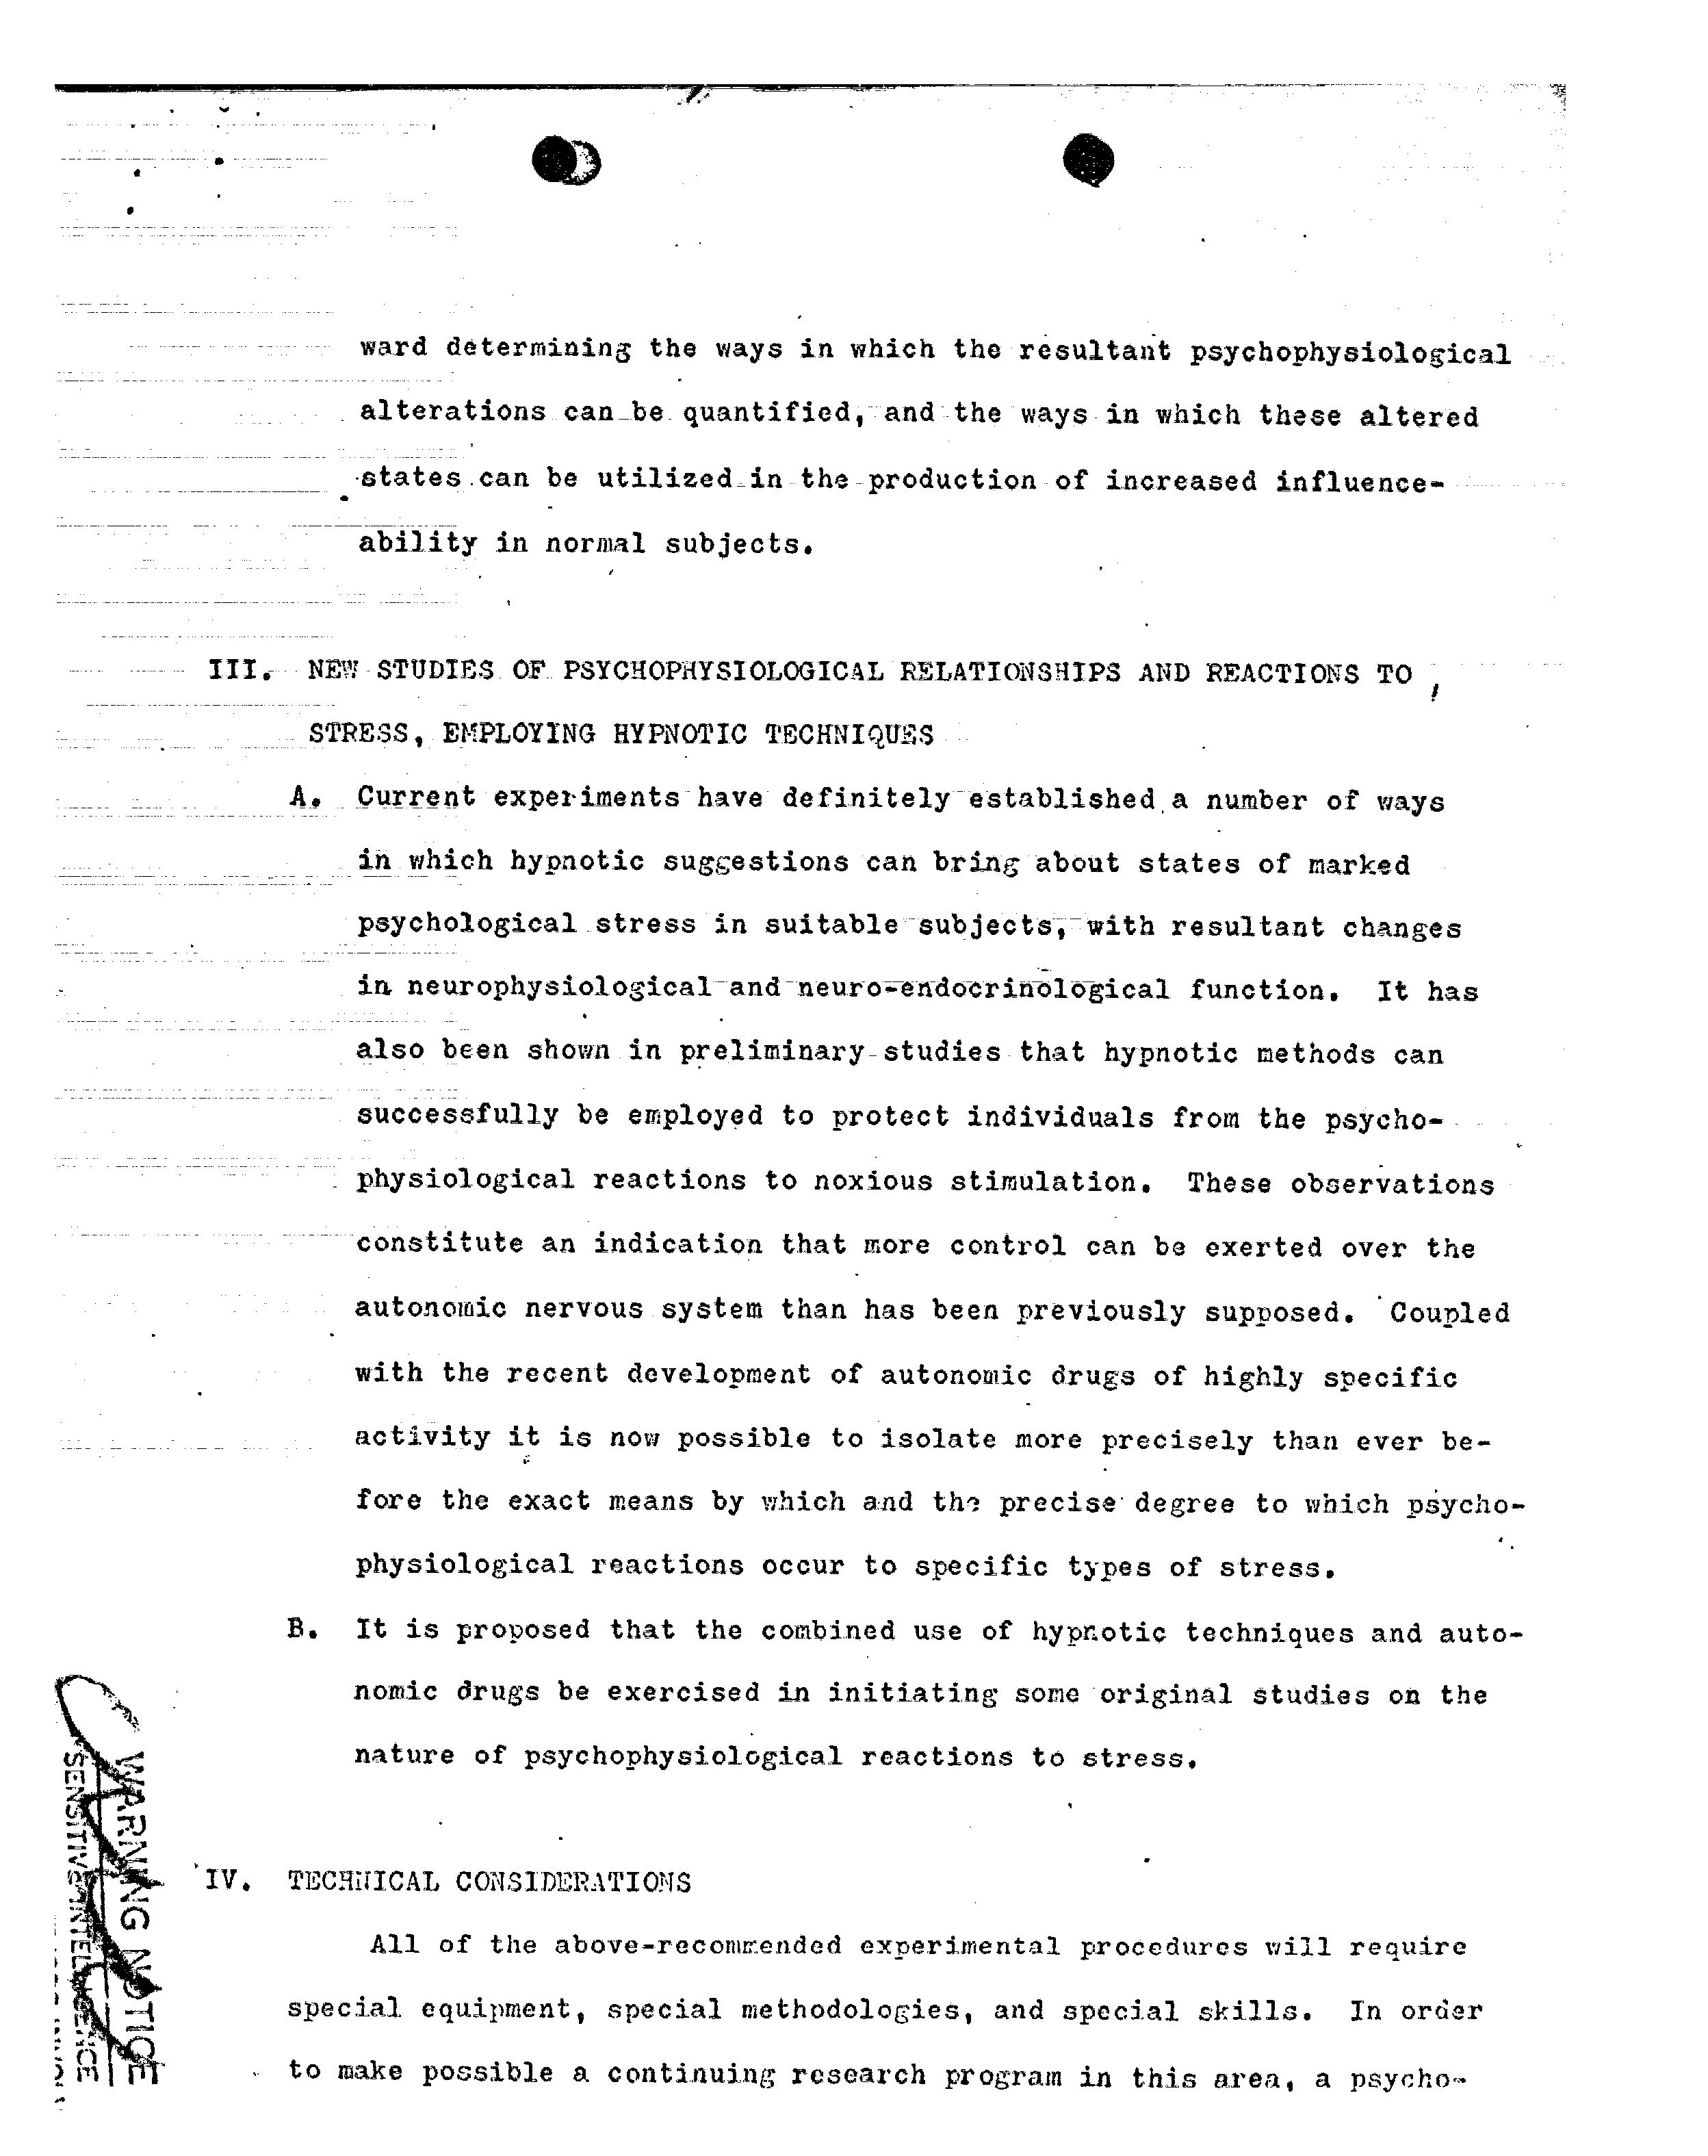 ward determining the ways in which the resultant psychophysiological
alterations can be quantified, and the ways in which these altered
states can be utilized in the production of increased influence-
ability in normal subjects.
III. NEW STUDIES OF PSYCHOPHYSIOLOGICAL RELATIONSHIPS AND REACTIONS TO
STRESS, EMPLOYING HYPNOTIC TECHNIQUES
A. Current experiments have definitely established a number of ways
in which hypnotic suggestions can bring about states of marked
psychological stress in suitable subjects, with resultant changes
in neurophysiological and neuro-endocrinological function. It has
also been shown in preliminary studies that hypnotic methods can
successfully be employed to protect individuals from the psycho-
physiological reactions to noxious stimulation. These observations
constitute an indication that more control can be exerted over the
autonomic nervous system than has been previously supposed. Coupled
with the recent development of autonomic drugs of highly specific
activity it is now possible to isolate more precisely than ever be-
fore the exact means by which and the precise degree to which psycho-
physiological reactions occur to specific types of stress.
B. It is proposed that the combined use of hypnotic techniques and auto-
nomic drugs be exercised in initiating some original studies on the
nature of psychophysiological reactions to stress.
IV. TECHNICAL CONSIDERATIONS
All of the above-recommended experimental procedures will require
special equipment, special methodologies, and special skills. In order
to make possible a continuing research program in this area, a psycho-
WARNING NOTICE
SENSITIVE INTELLIGENCE